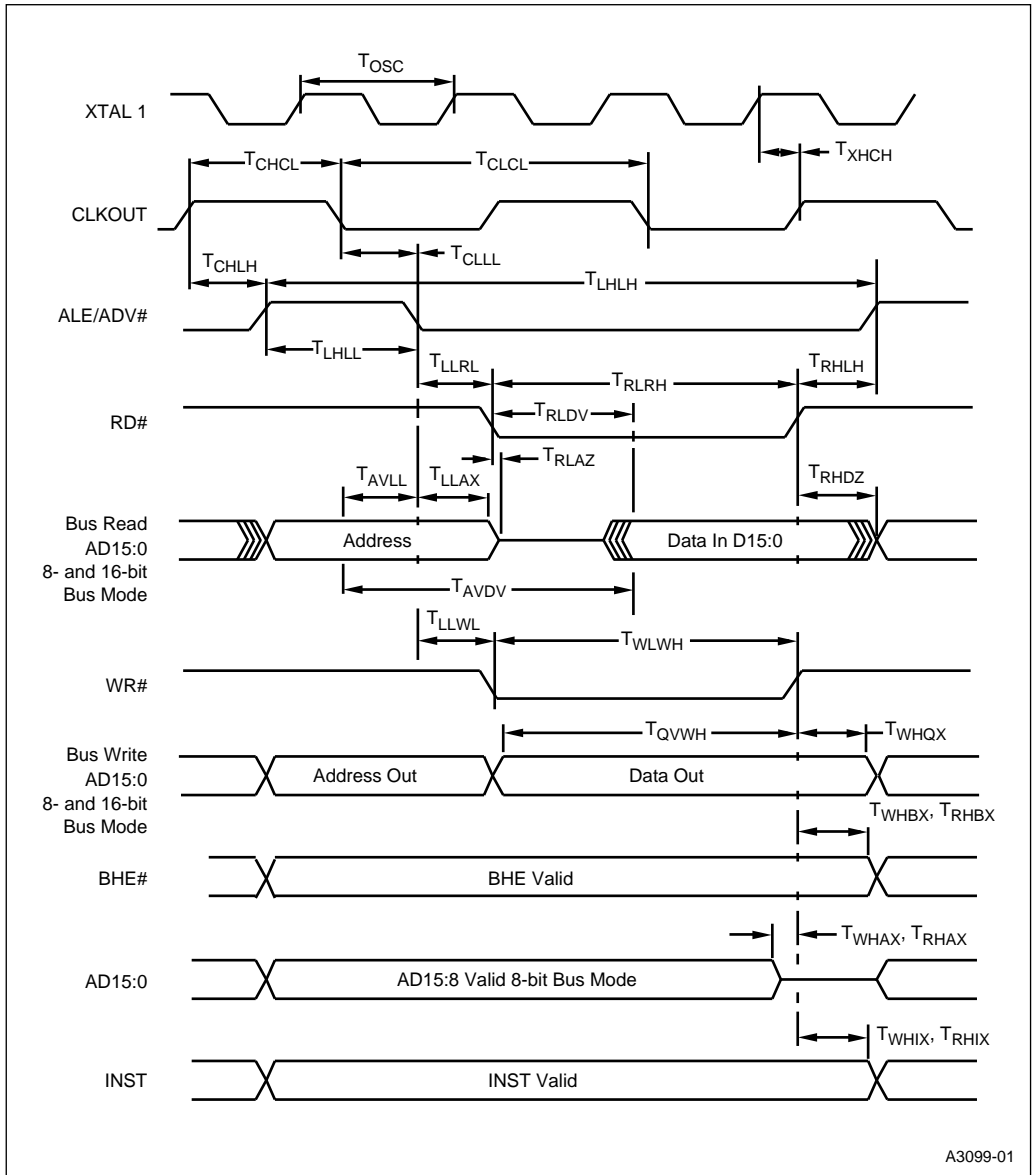 TOSC
XTAL 1
TXHCH
TCHCL
TCLCL
CLKOUT
TCLLL
TCHLH
TLHLH
ALE/ADV#
TLHLL
TLLRL
TRLRH
TRHLH
RD#
TRLDV
TRLAZ
TAVLL
TLLAX
TRHDZ
Bus Read
AD15:0
8- and 16-bit
Bus Mode
Address
Data In D15:0
TAVDV
TLLWL
TWLWH
WR#
TQVWH
TWHQX
Bus Write
AD15:0
8- and 16-bit
Bus Mode
Address Out
Data Out
TWHBX, TRHBX
BHE#
BHE Valid
TWHAX, TRHAX
AD15:0
AD15:8 Valid 8-bit Bus Mode
TWHIX, TRHIX
INST
INST Valid
A3099-01